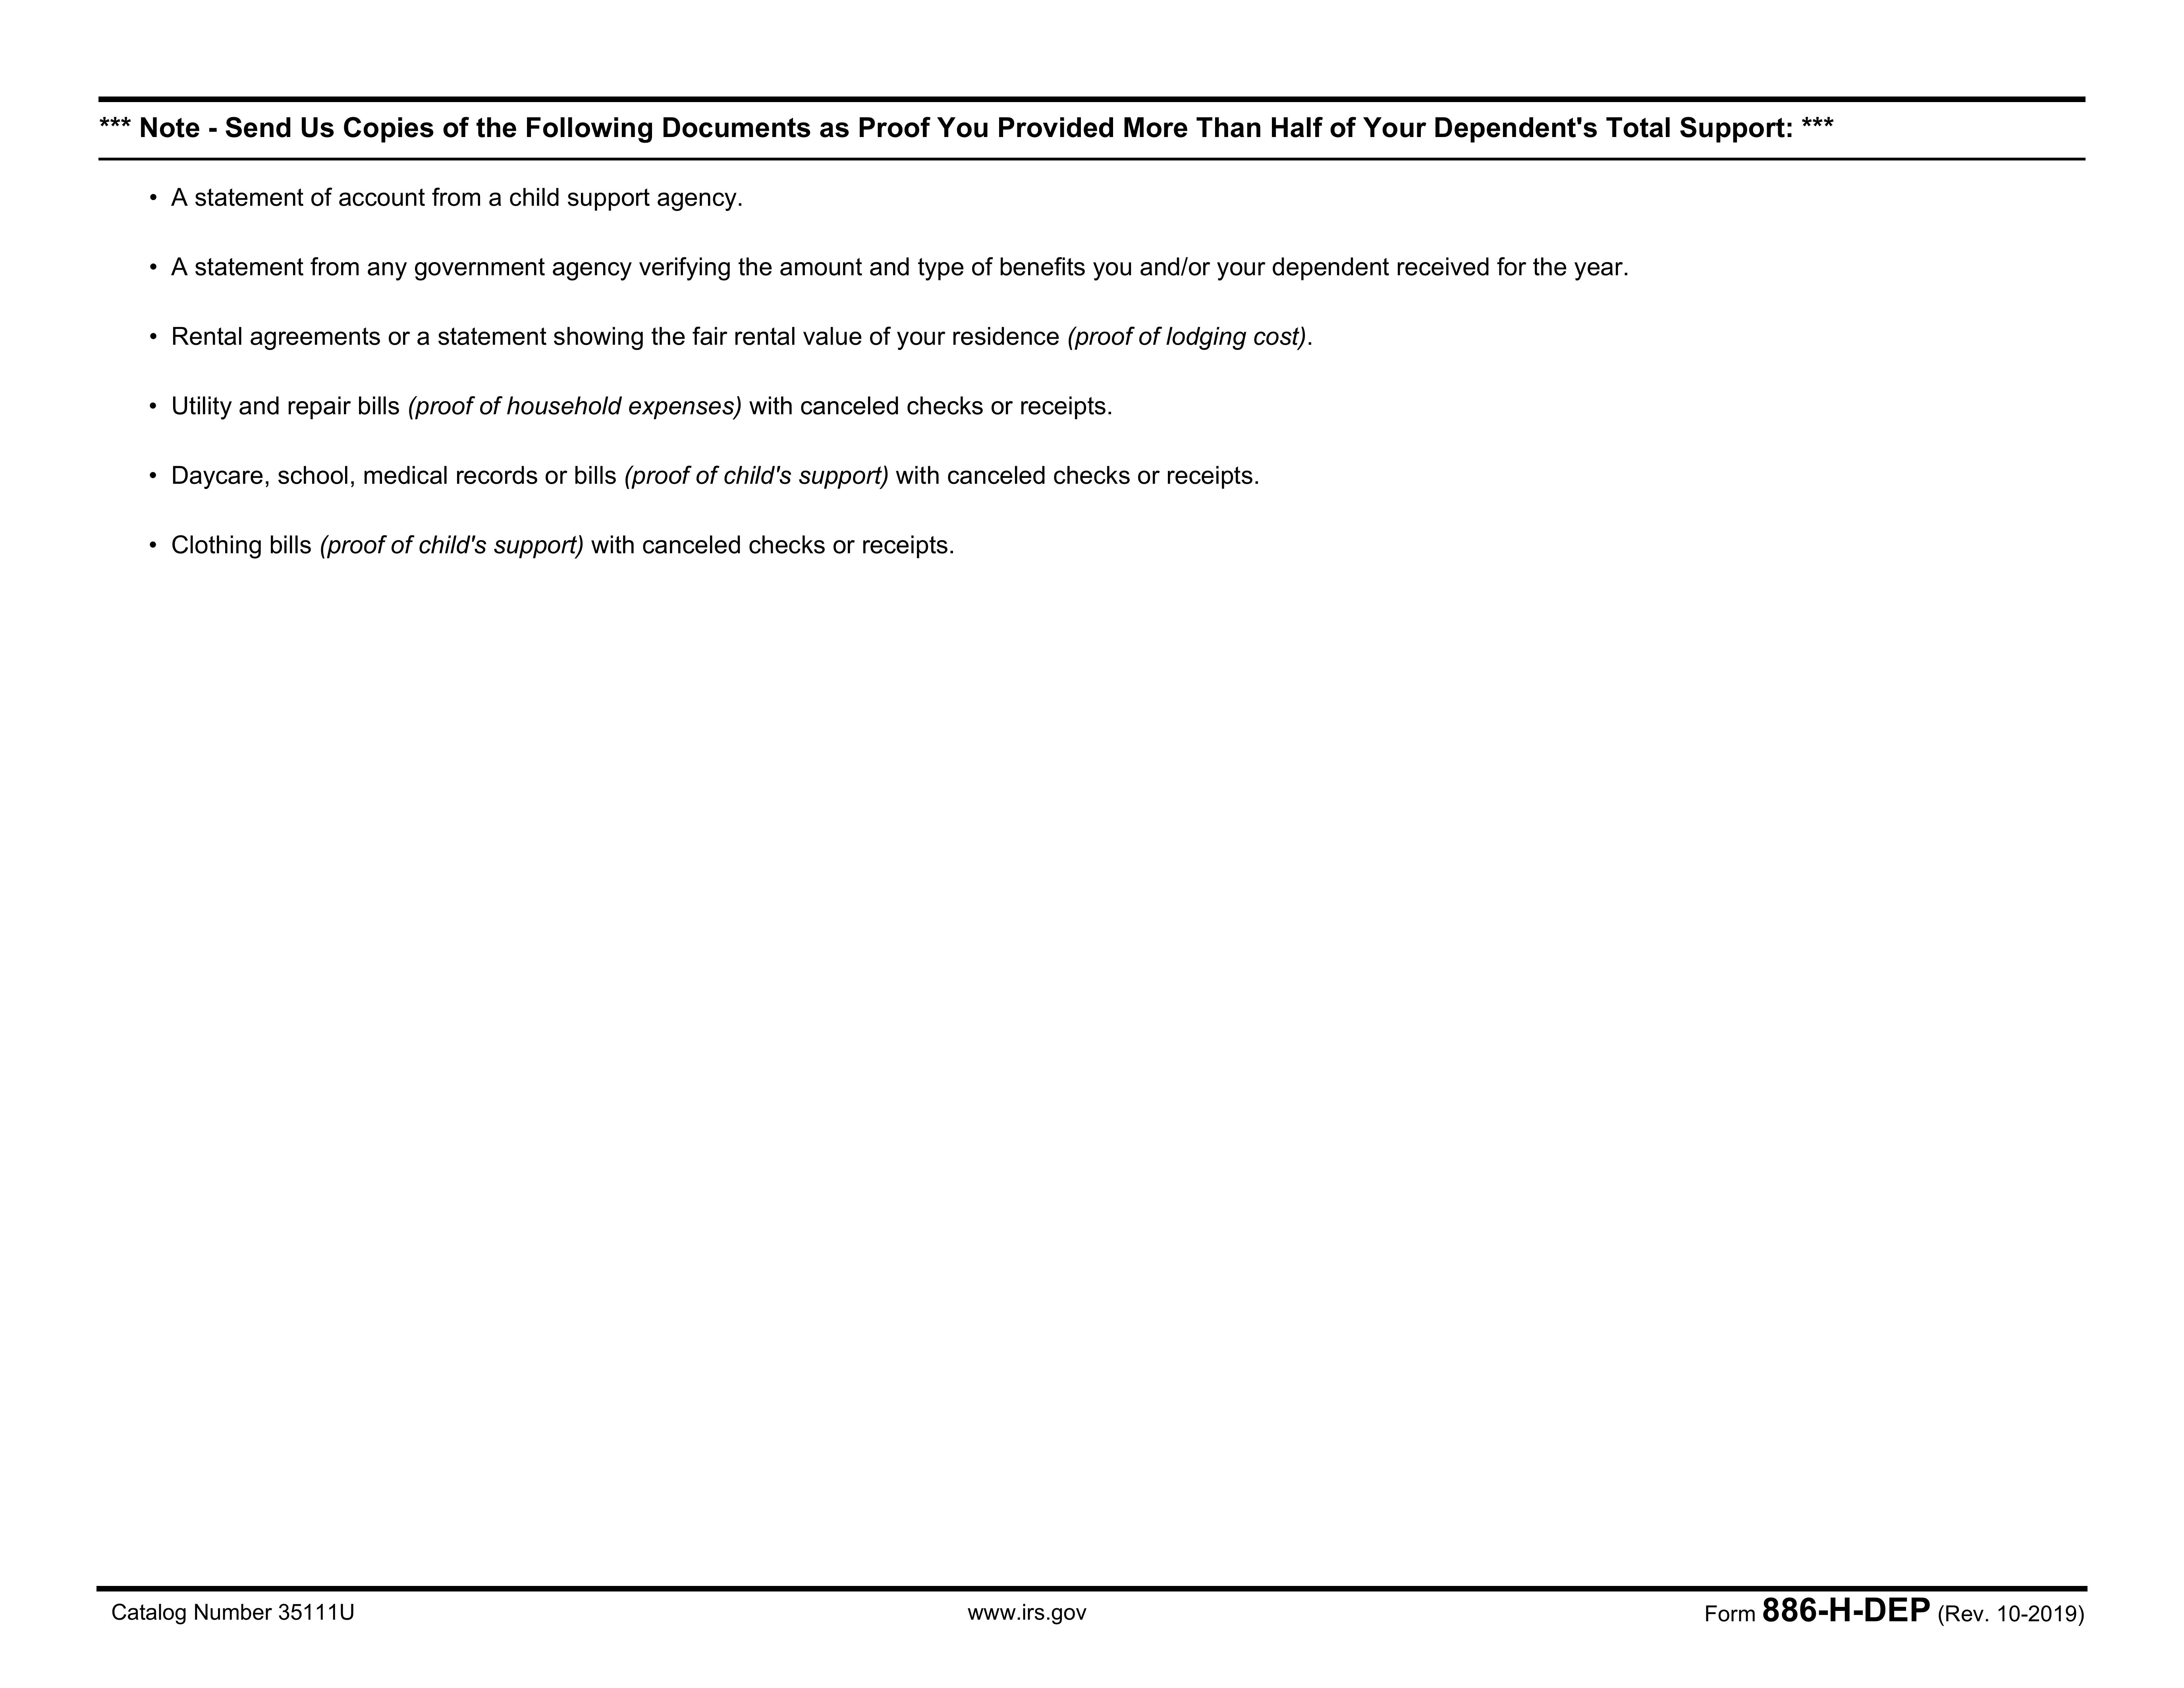 *** Note - Send Us Copies of the Following Documents as Proof You Provided More Than Half of Your Dependent's Total Support: ***
• A statement of account from a child support agency.
• A statement from any government agency verifying the amount and type of benefits you and/or your dependent received for the year.
• Rental agreements or a statement showing the fair rental value of your residence (proof of lodging cost).
• Utility and repair bills (proof of household expenses) with canceled checks or receipts.
• Daycare, school, medical records or bills (proof of child's support) with canceled checks or receipts.
• Clothing bills (proof of child's support) with canceled checks or receipts.
Catalog Number 35111U www.irs.gov Form 886-H-DEP (Rev. 10-2019)